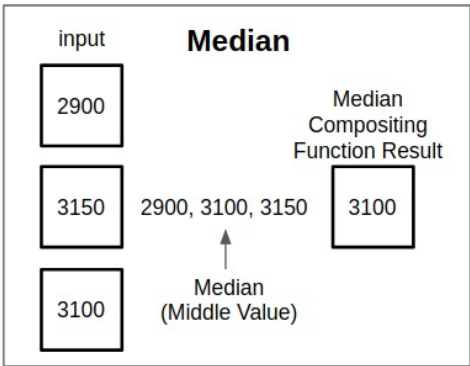 input
Median
2900
Median
Compositing
Function Result
3150
2900, 3100, 3150
3100
Median
(Middle Value)
3100